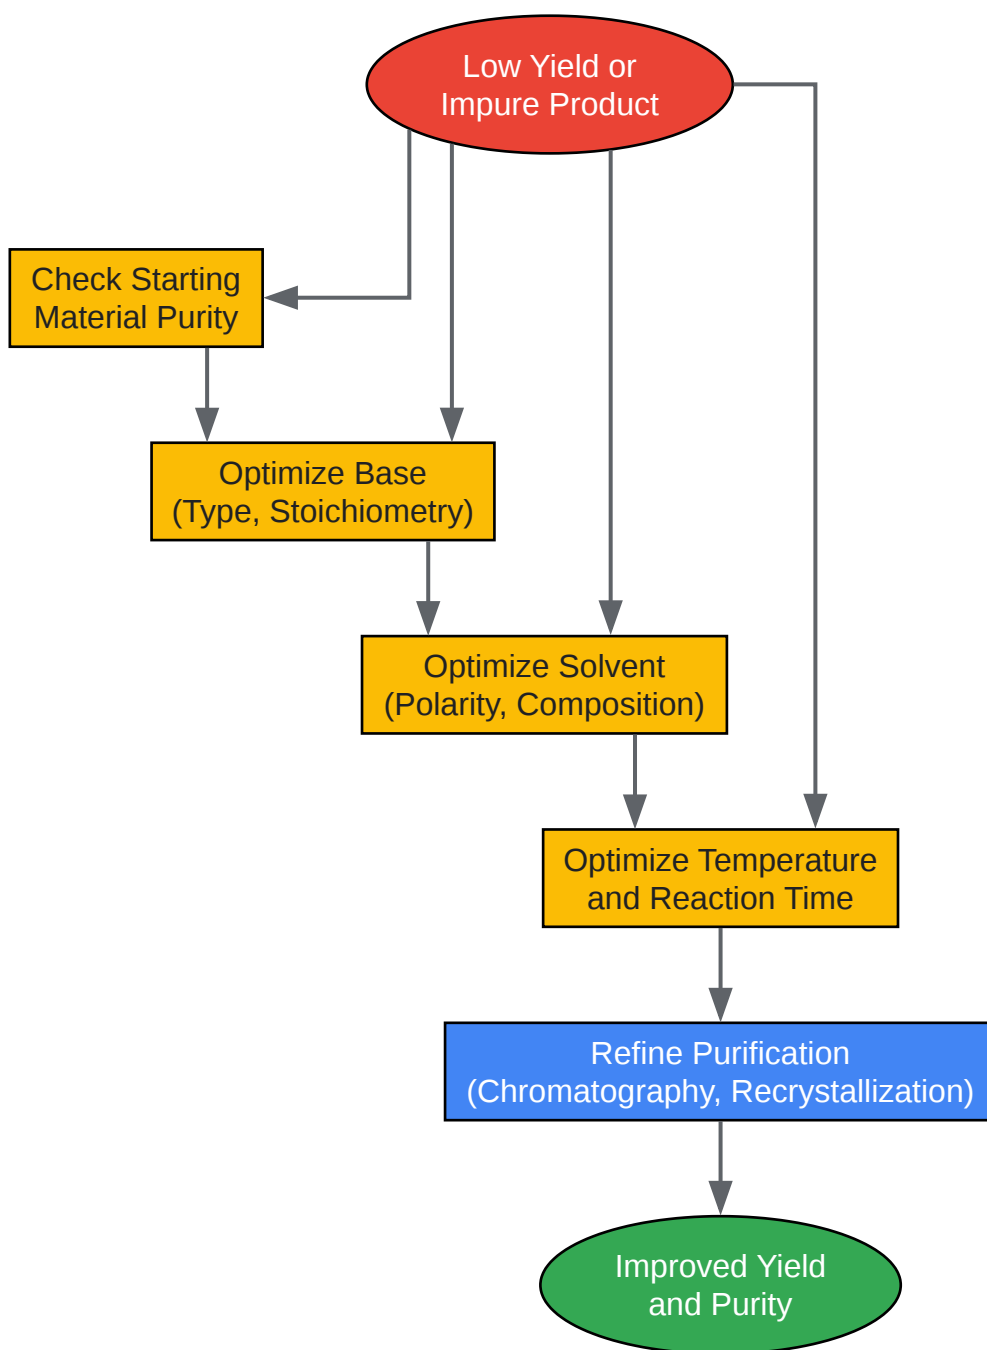 Low Yield or
Impure Product
Check Starting
Material Purity
Optimize Base
(Type, Stoichiometry)
Optimize Solvent
(Polarity, Composition)
Optimize Temperature
and Reaction Time
Refine Purification
(Chromatography, Recrystallization)
Improved Yield
and Purity